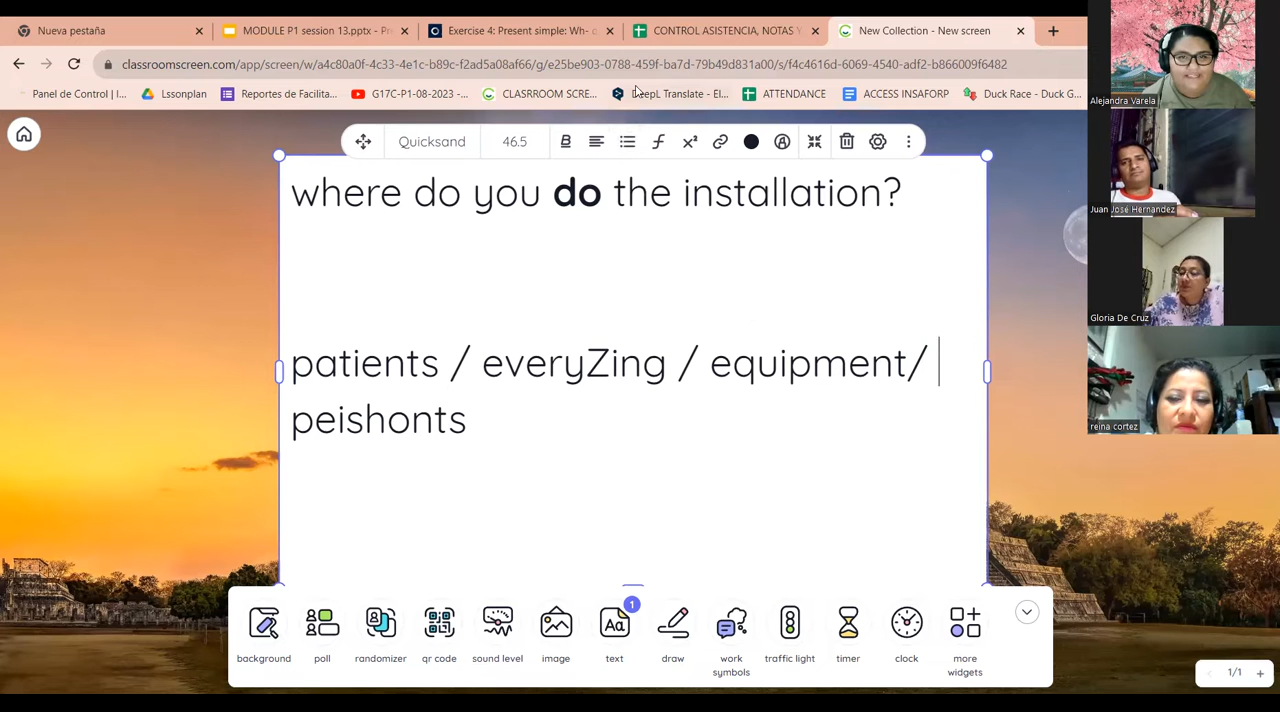 Nueva pestaña
MODULE P1 session 13.pptx - Pr
Exercise 4: Present simple: Wh- q
CONTROL ASISTENCIA, NOTAS Y
New Collection - New screen
classroomscreen.com/app/screen/w/a4c80a0f-4c33-4e1c-b89c-f2ad5a08af66/g/e25be903-0788-459f-ba7d-79b49d831a00/s/f4c4616d-6069-4540-adf2-b866009f6482
Panel de Control | I...
Lssonplan
Reportes de Facilita...
G17C-P1-08-2023 -...
CLASRROOM SCRE...
DeepL Translate - El...
ATTENDANCE
ACCESS INSAFORP
Duck Race - Duck G...
Quicksand
46.5
where do you do the installation?
patients / everyZing / equipment/
peishonts
Alejandra Varela
Juan José Hernandez
Gloria De Cruz
reina cortez
1
background
poll
randomizer
qr code
sound level
image
text
draw
work
symbols
traffic light
timer
clock
more
widgets
1/1